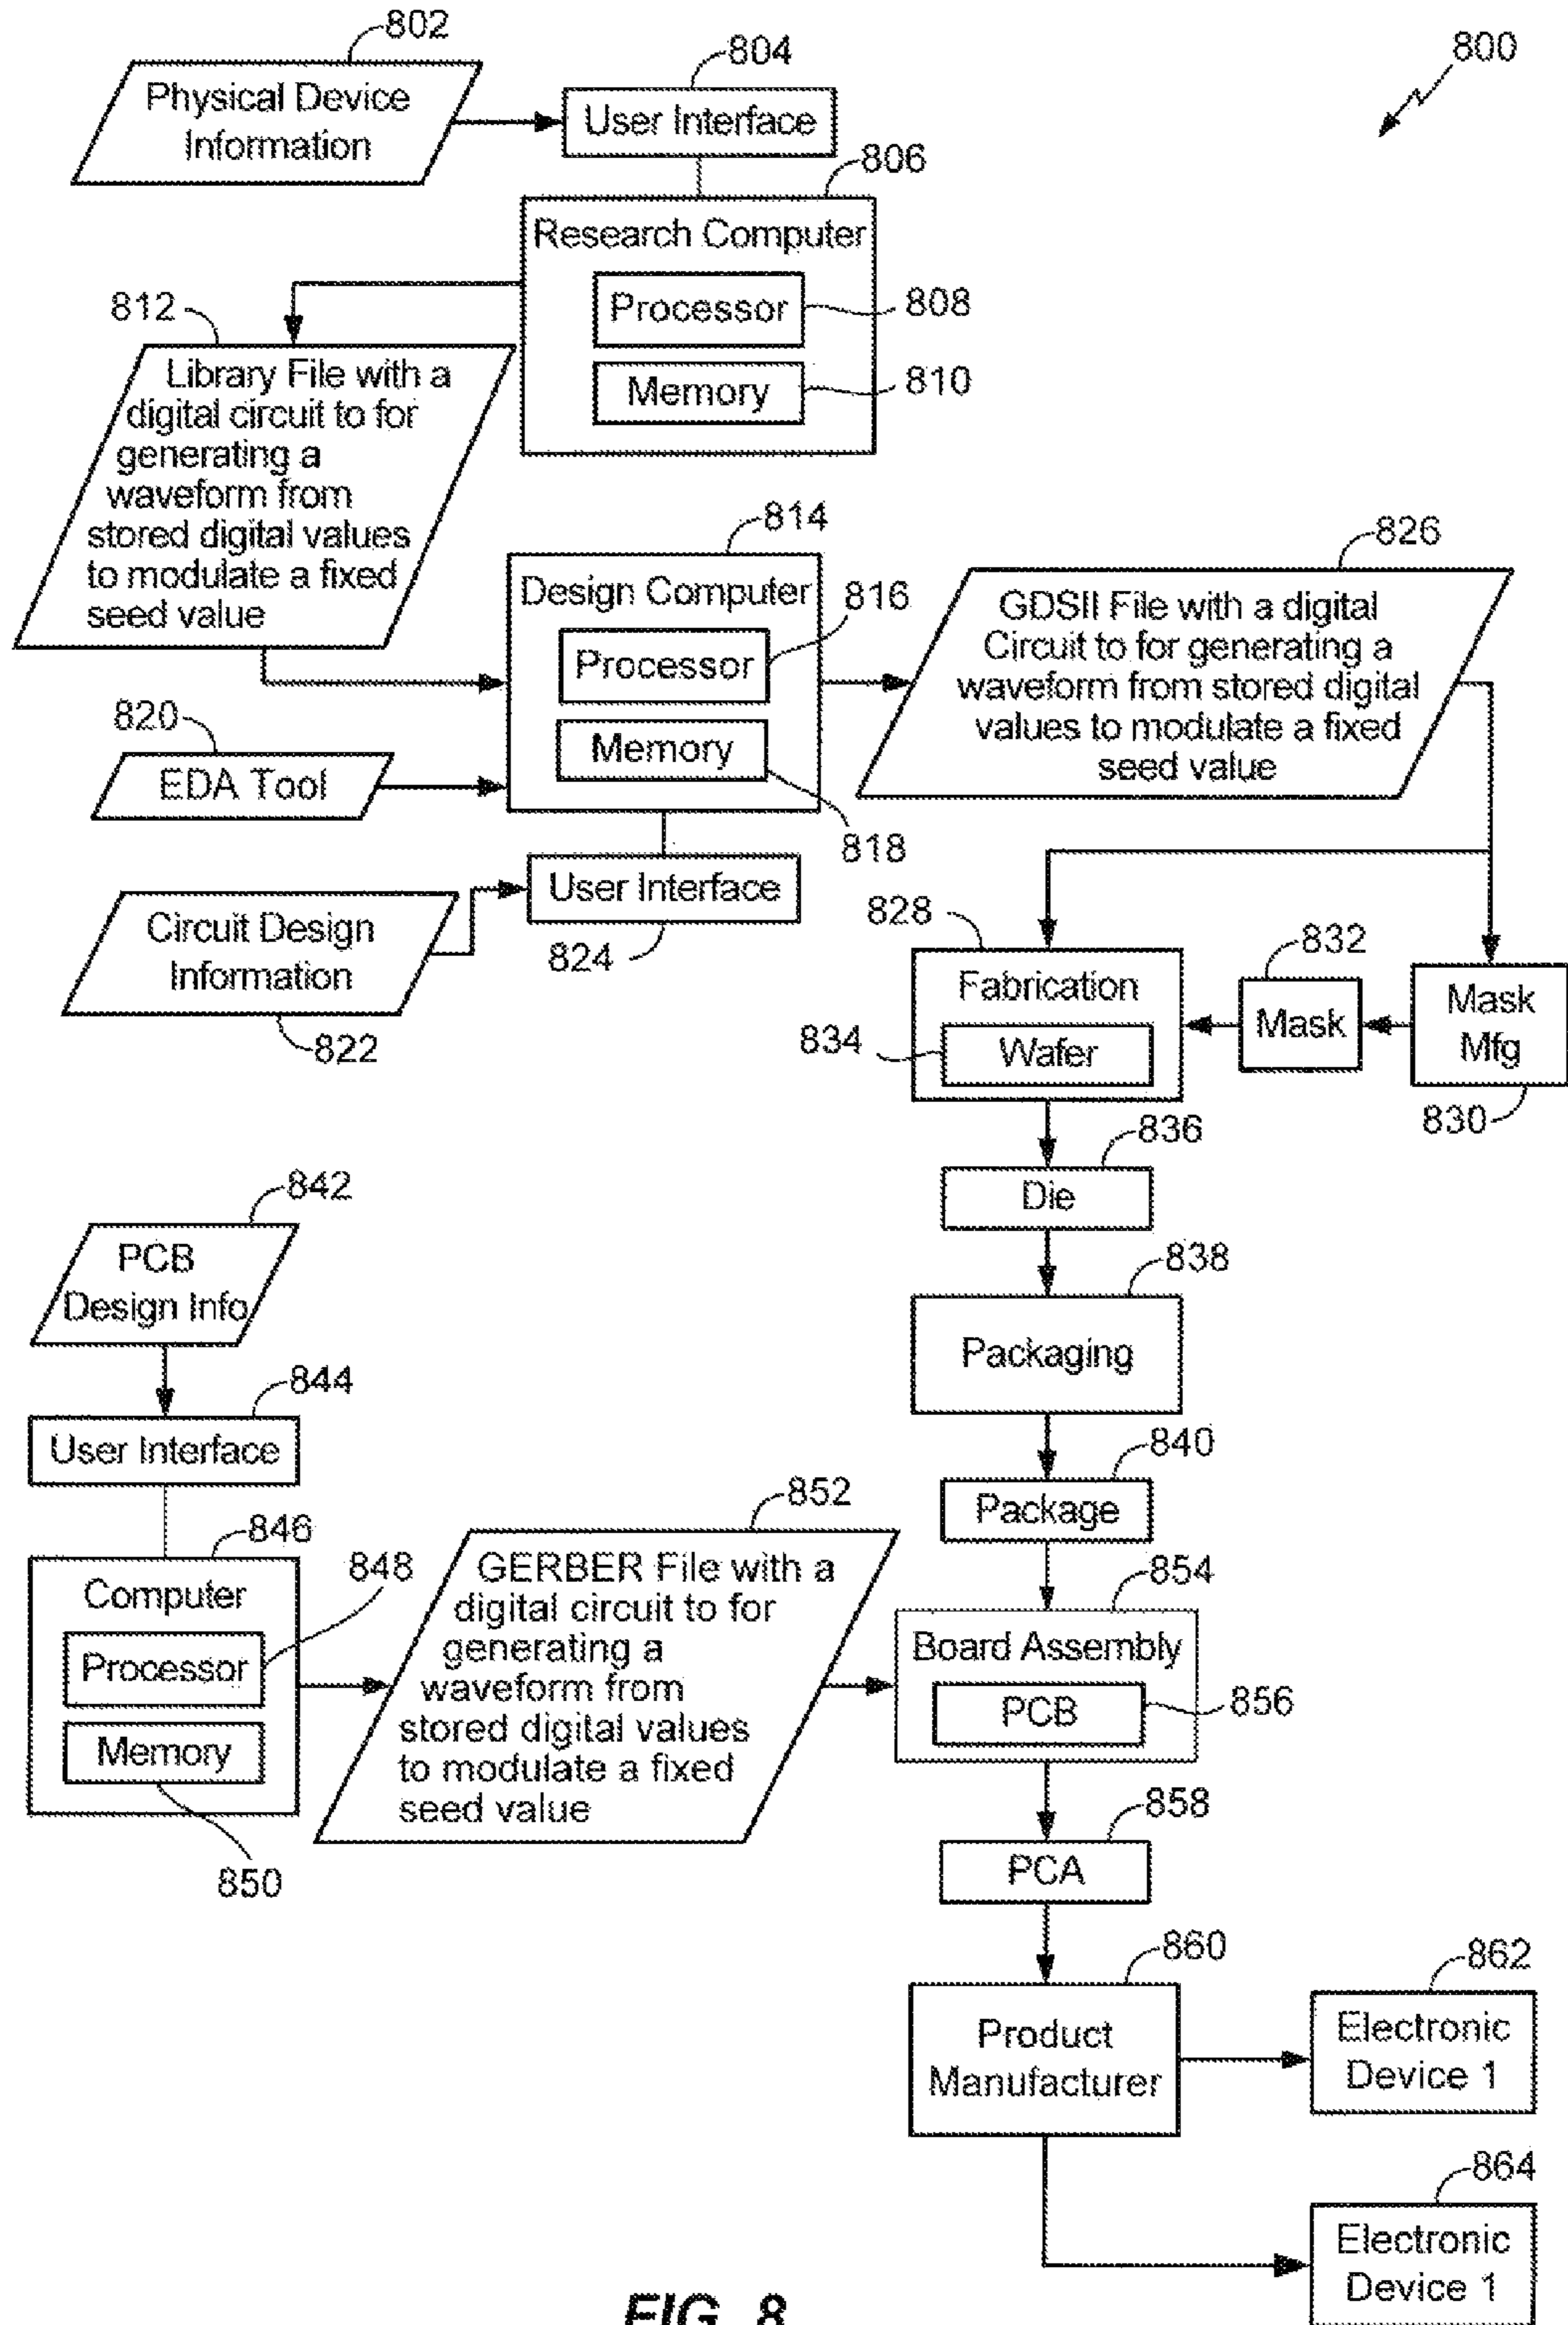 802
Physical Device
Information
804
User Interface
800
806
Research Computer
Processor
808
Memory
810
812
Library File with a
digital circuit to for
generating a
waveform from
stored digital values
to modulate a fixed
seed value
814
Design Computer
816
Processor
Memory
818
820
EDA Tool
826
GDSII File with a digital
Circuit to for generating a
waveform from stored digital
values to modulate a fixed
seed value
Circuit Design
Information
822
User Interface
824
828
Fabrication
834
Wafer
832
Mask
Mask
Mfg
830
836
Die
838
Packaging
840
Package
842
PCB
Design Info
844
User Interface
846
Computer
848
Processor
Memory
850
852
GERBER File with a
digital circuit to for
generating a
waveform from
stored digital values
to modulate a fixed
seed value
854
Board Assembly
PCB
856
858
PCA
860
Product
Manufacturer
862
Electronic
Device 1
864
Electronic
Device 1
FIG. 8